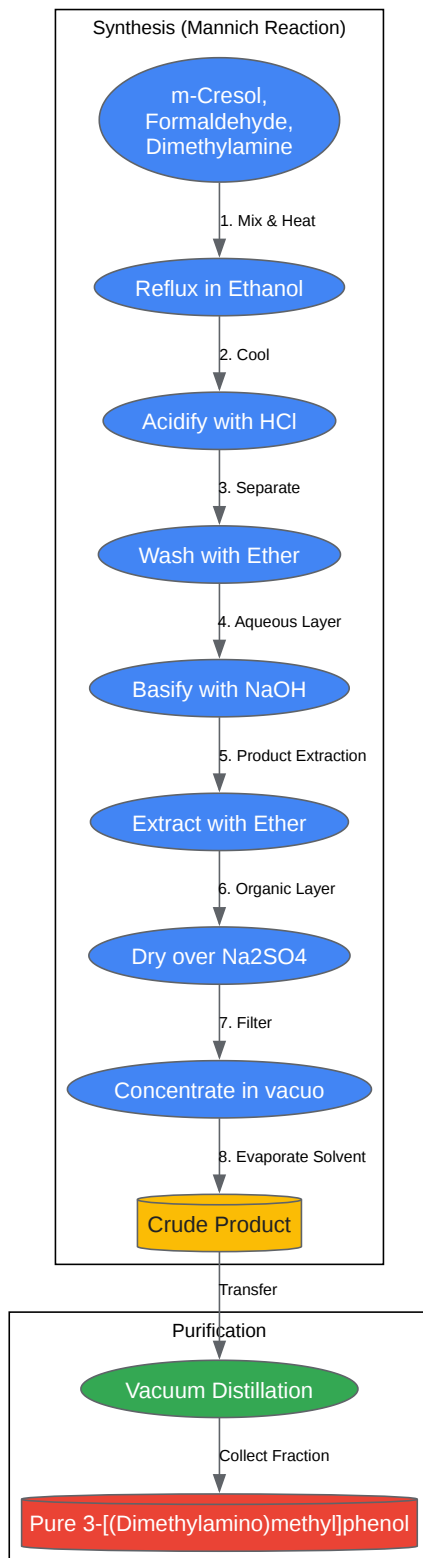 Synthesis (Mannich Reaction)
m-Cresol,
Formaldehyde,
Dimethylamine
1. Mix & Heat
Reflux in Ethanol
2. Cool
Acidify with HCl
3. Separate
Wash with Ether
4. Aqueous Layer
Basify with NaOH
5. Product Extraction
Extract with Ether
6. Organic Layer
Dry over Na2SO4
7. Filter
Concentrate in vacuo
8. Evaporate Solvent
Crude Product
Transfer
Purification
Vacuum Distillation
Collect Fraction
Pure 3-[(Dimethylamino)methyl]phenol